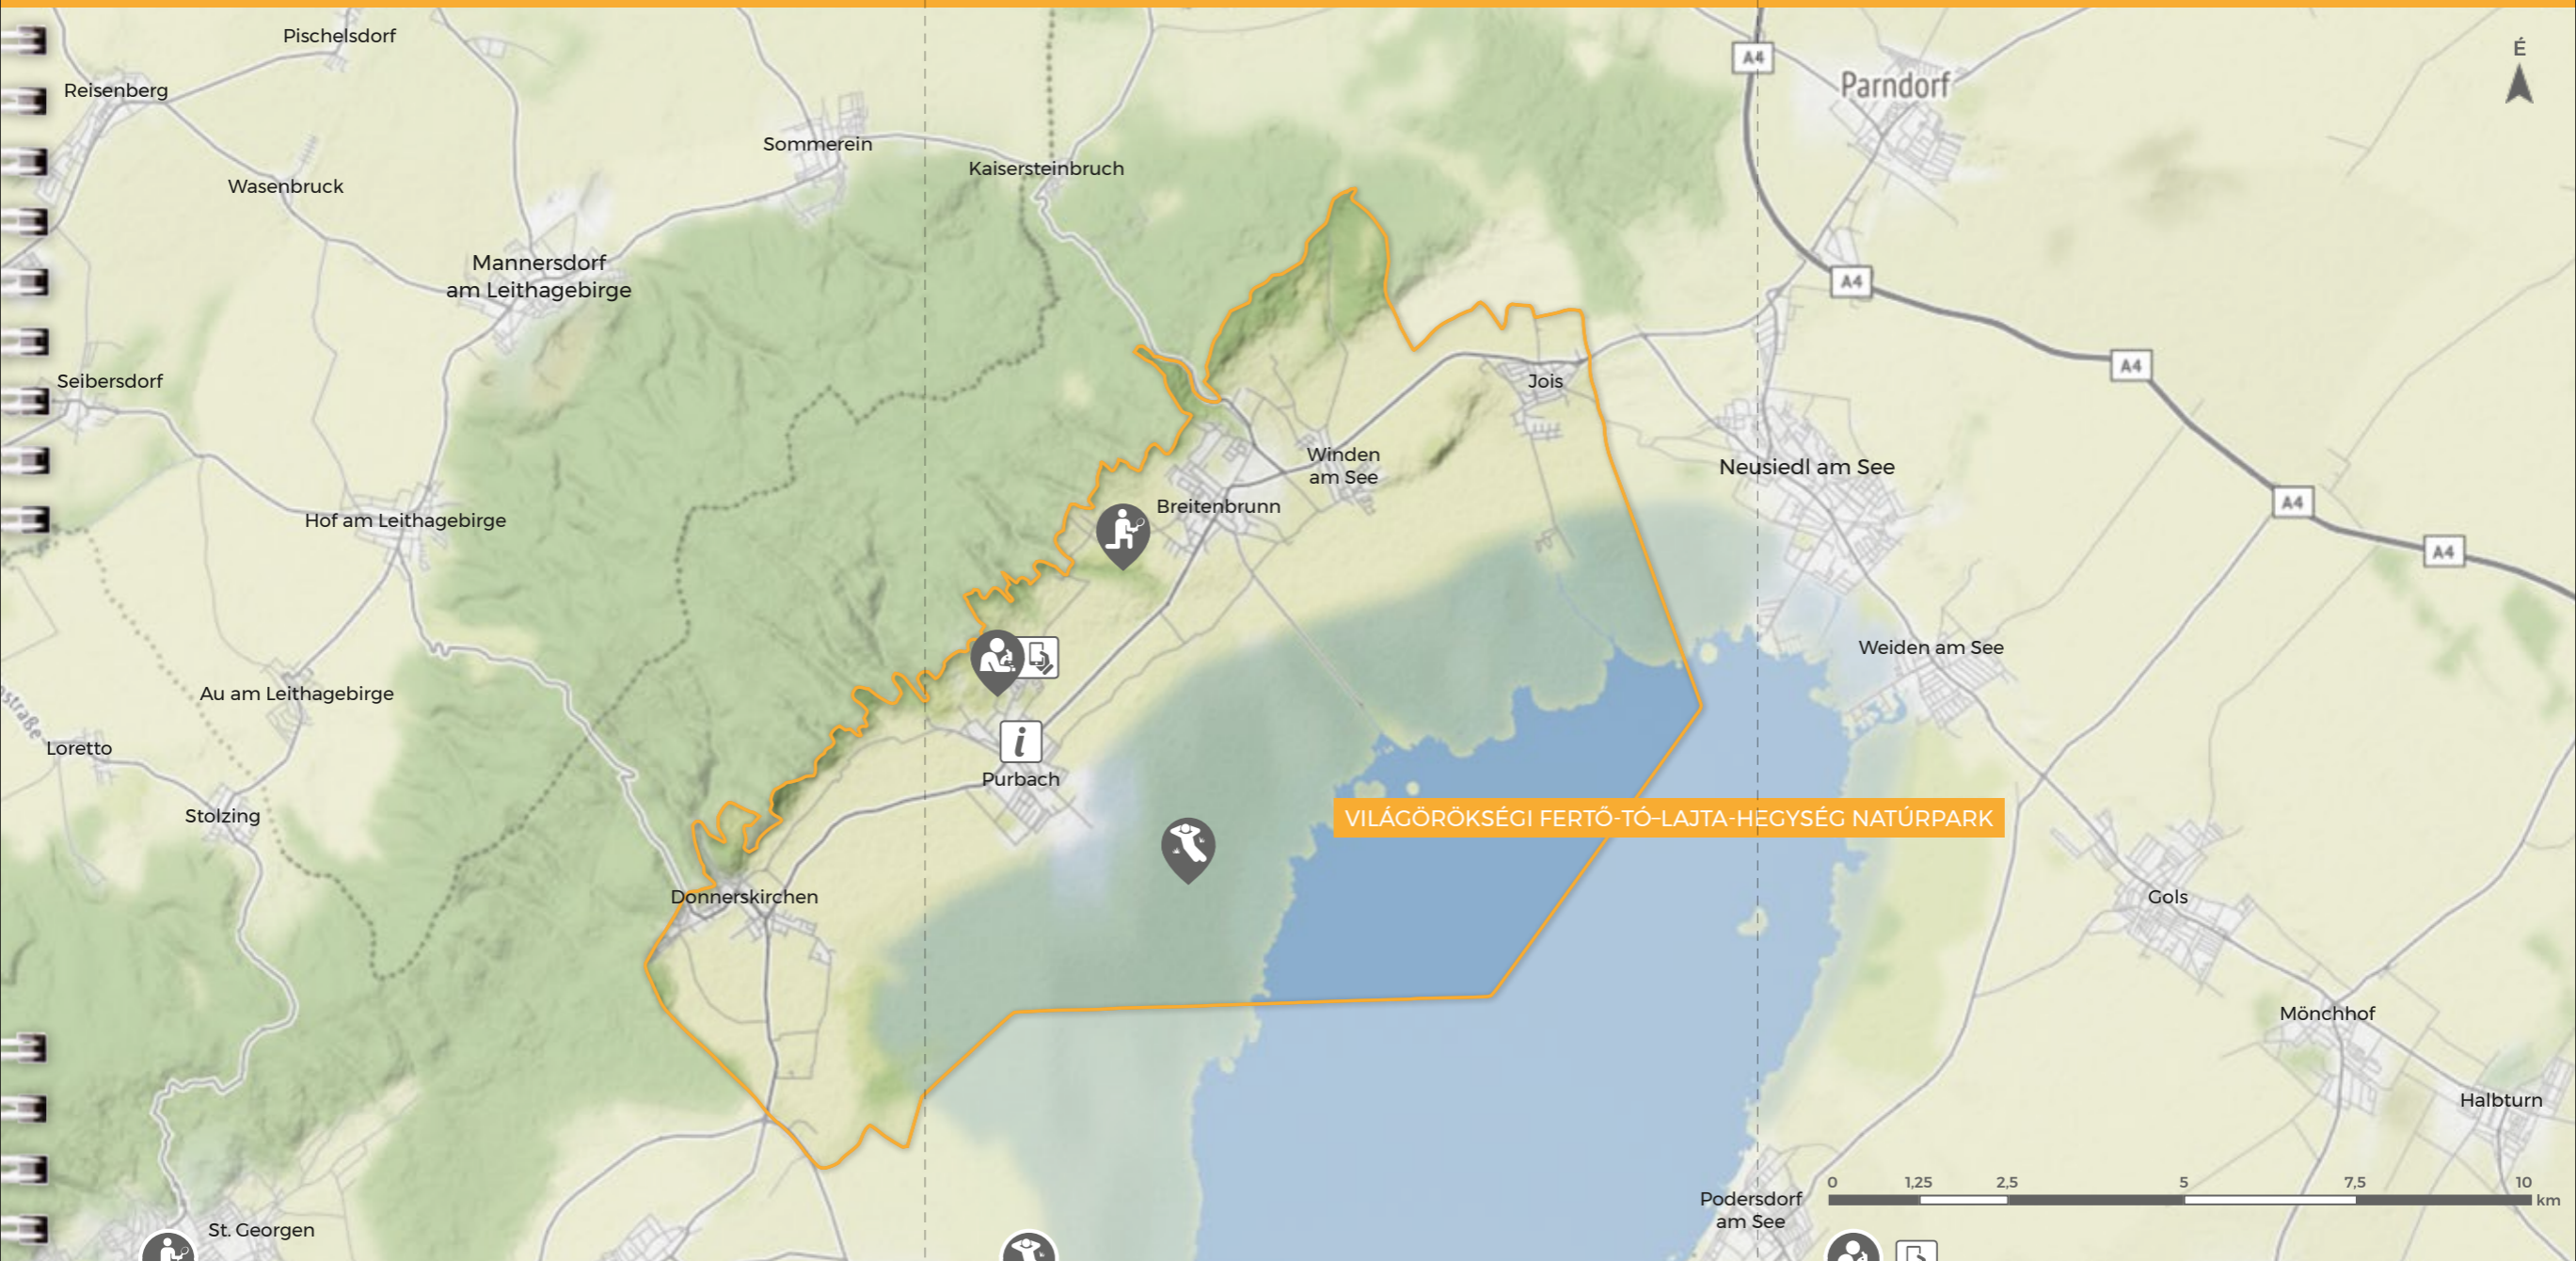 Pischelsdorf
É
A4
Parndorf
Reisenberg
Sommerein
Kaisersteinbruch
Wasenbruck
Mannersdorf
am Leithagebirge
A4
A4
Seibersdorf
Jois
Winden
am See
Neusiedl am See
Breitenbrunn
A4
Hof am Leithagebirge
A4
Weiden am See
Au am Leithagebirge
straße
Loretto
i
Purbach
Stolzing
VILÁGÖRÖKSÉGI FERTŐ-TÓ–LAJTA-HEGYSÉG NATÚRPARK
Donnerskirchen
Gols
Mönchhof
Halbturn
0 1,25 2,5 5 7,5 10
km
Podersdorf
am See
St. Georgen